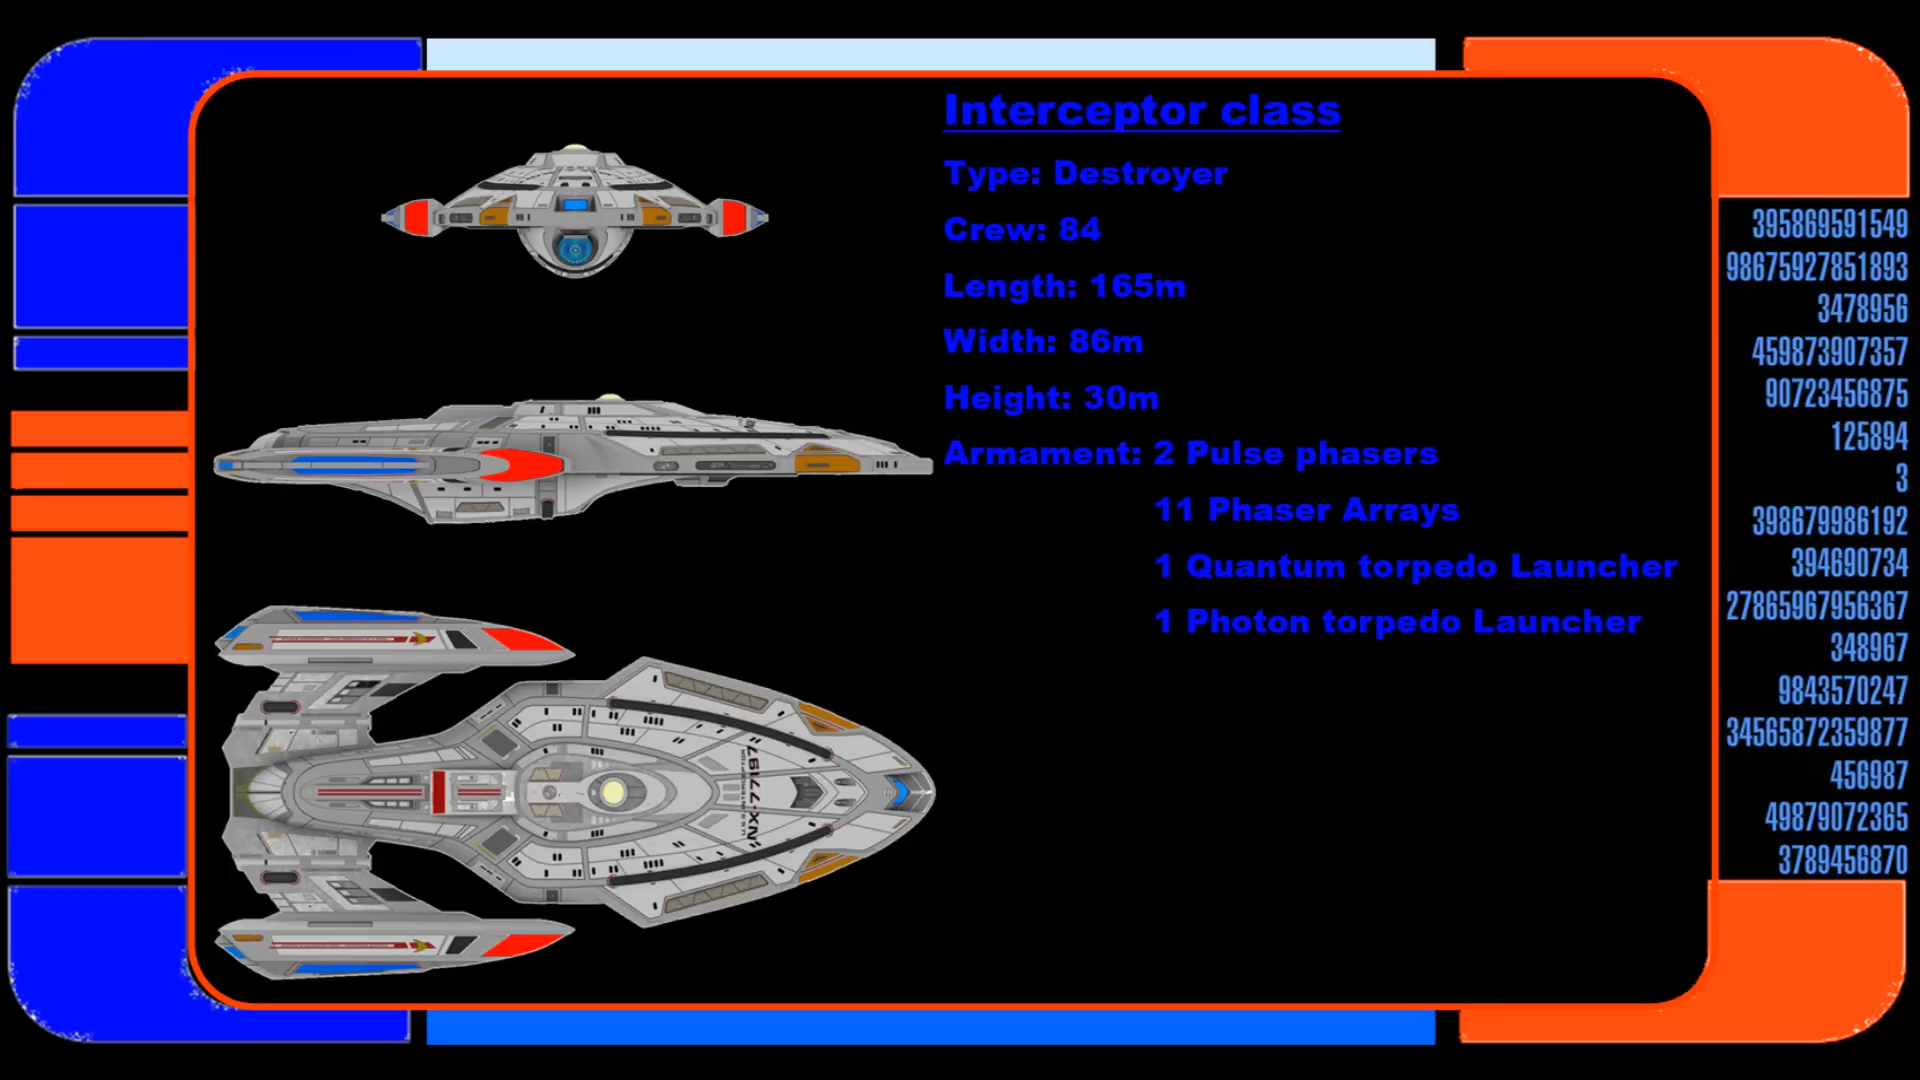 Interceptor class
Type: Destroyer
Crew: 84
Length: 165m
Width: 86m
Height: 30m
Armament: 2 Pulse phasers
11 Phaser Arrays
1 Quantum torpedo Launcher
1 Photon torpedo Launcher
395869591549
98675927851893
3478956
459873907357
90723456875
125894
3
398679986192
394690734
27865967956367
348967
9843570247
34565872359877
456987
49879072365
3789456870